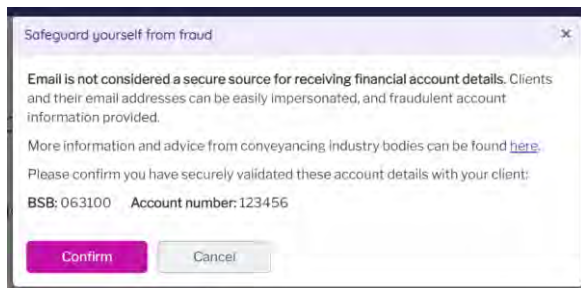 Safeguard yourself from fraud
×
Email is not considered a secure source for receiving financial account details. Clients
and their email addresses can be easily impersonated, and fraudulent account
information provided.
More information and advice from conveyancing industry bodies can be found here.
Please confirm you have securely validated these account details with your client:
BSB: 063100 Account number: 123456
Confirm Cancel